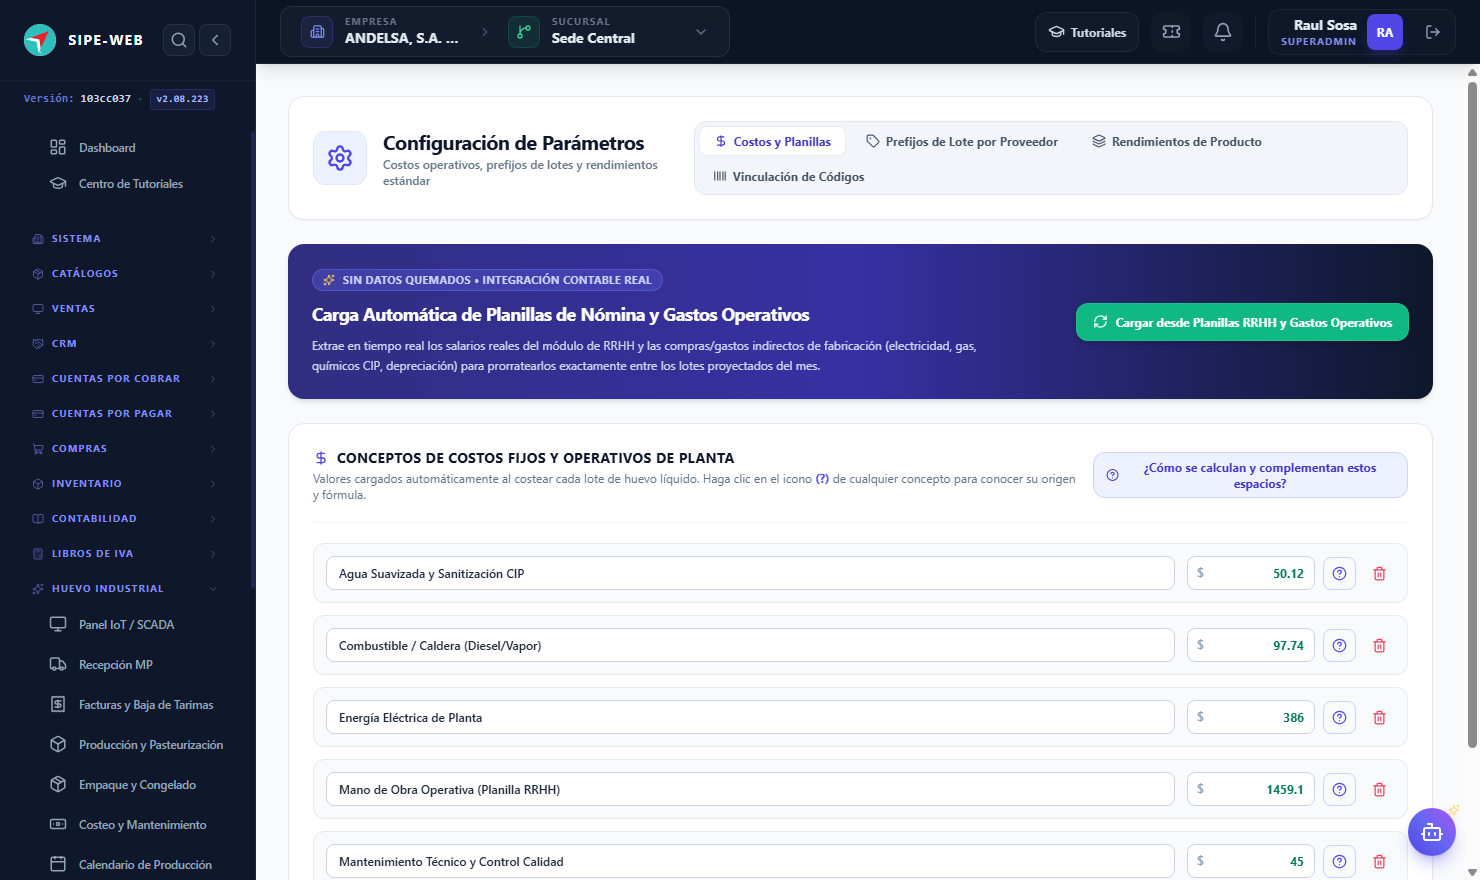 SIPE-WEB
Versión: 103cc037 · v2.08.223
Dashboard
Centro de Tutoriales
SISTEMA
CATÁLOGOS
VENTAS
CRM
CUENTAS POR COBRAR
CUENTAS POR PAGAR
COMPRAS
INVENTARIO
CONTABILIDAD
LIBROS DE IVA
HUEVO INDUSTRIAL
Panel IoT / SCADA
Recepción MP
Facturas y Baja de Tarimas
Producción y Pasteurización
Empaque y Congelado
Costeo y Mantenimiento
Calendario de Producción
EMPRESA
ANDELSA, S.A. ...
SUCURSAL
Sede Central
Tutoriales
Raul Sosa
SUPERADMIN
RA
Configuración de Parámetros
Costos operativos, prefijos de lotes y rendimientos
estándar
Costos y Planillas
Prefijos de Lote por Proveedor
Rendimientos de Producto
Vinculación de Códigos
SIN DATOS QUEMADOS • INTEGRACIÓN CONTABLE REAL
Carga Automática de Planillas de Nómina y Gastos Operativos
Extrae en tiempo real los salarios reales del módulo de RRHH y las compras/gastos indirectos de fabricación (electricidad, gas,
químicos CIP, depreciación) para prorratearlos exactamente entre los lotes proyectados del mes.
Cargar desde Planillas RRHH y Gastos Operativos
$ CONCEPTOS DE COSTOS FIJOS Y OPERATIVOS DE PLANTA
Valores cargados automáticamente al costear cada lote de huevo líquido. Haga clic en el icono (?) de cualquier concepto para conocer su origen
y fórmula.
¿Cómo se calculan y complementan estos
espacios?
Agua Suavizada y Sanitización CIP
$ 50.12
Combustible / Caldera (Diesel/Vapor)
$ 97.74
Energía Eléctrica de Planta
$ 386
Mano de Obra Operativa (Planilla RRHH)
$ 1459.1
Mantenimiento Técnico y Control Calidad
$ 45